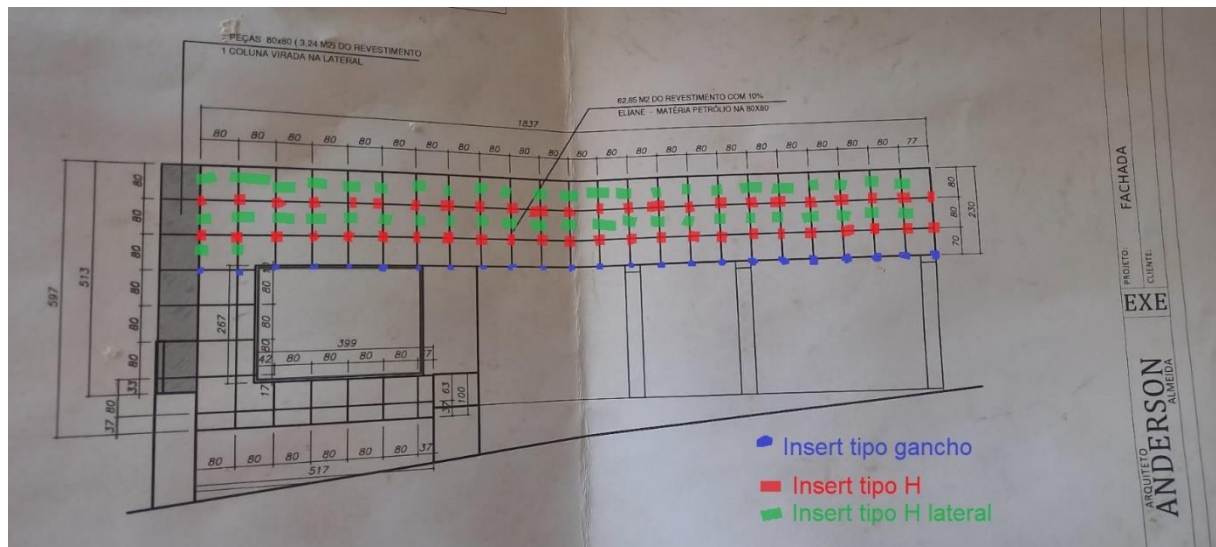 PEÇAS 80x80 ( 3,24 M2) DO REVESTIMENTO
1 COLUNA VIRADA NA LATERAL
62,65 M2 DO REVESTIMENTO COM 10%
ELIANE - MATÉRIA PETRÓLIO NA 80X80
1837
80 80 80 80 80 80 80 80 80 80 80 80 80 80 80 80 80 80 80 80 80 80 77
80
80
70
230
597
513
80
80
80
80
80
80
33
80
37
267
80
80
80
399
42 80 80 80 80
17
63
37
100
80 80 80 80 80 80 37
517
Insert tipo gancho
Insert tipo H
Insert tipo H lateral
PROJETO:
FACHADA
CLIENTE:
EXE
ARQUITETO
ANDERSON
ALMEIDA